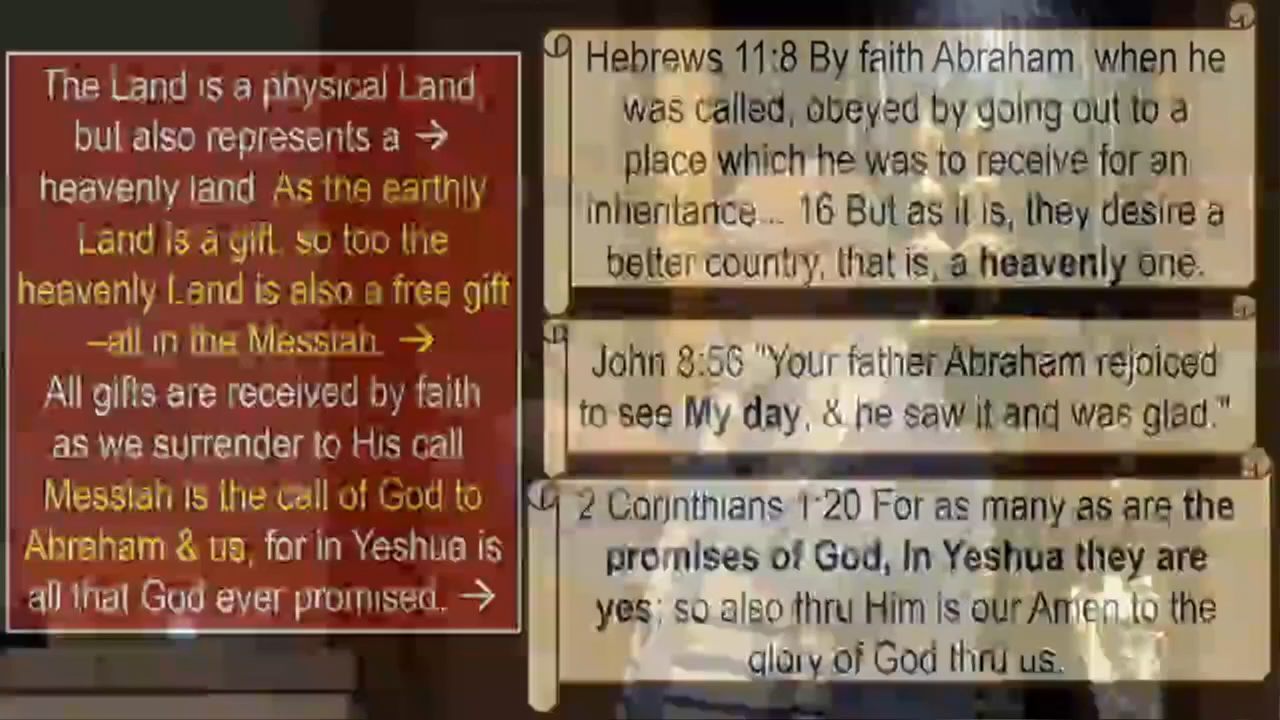 The Land is a physical Land,
but also represents a →
heavenly land. As the earthly
Land is a gift, so too the
heavenly Land is also a free gift
–all in the Messiah. →
All gifts are received by faith
as we surrender to His call.
Messiah is the call of God to
Abraham & us, for in Yeshua is
all that God ever promised. →
Hebrews 11:8 By faith Abraham, when he
was called, obeyed by going out to a
place which he was to receive for an
inheritance... 16 But as it is, they desire a
better country, that is, a heavenly one.
John 8:56 "Your father Abraham rejoiced
to see My day, & he saw it and was glad."
2 Corinthians 1:20 For as many as are the
promises of God, in Yeshua they are
yes; so also thru Him is our Amen to the
glory of God thru us.